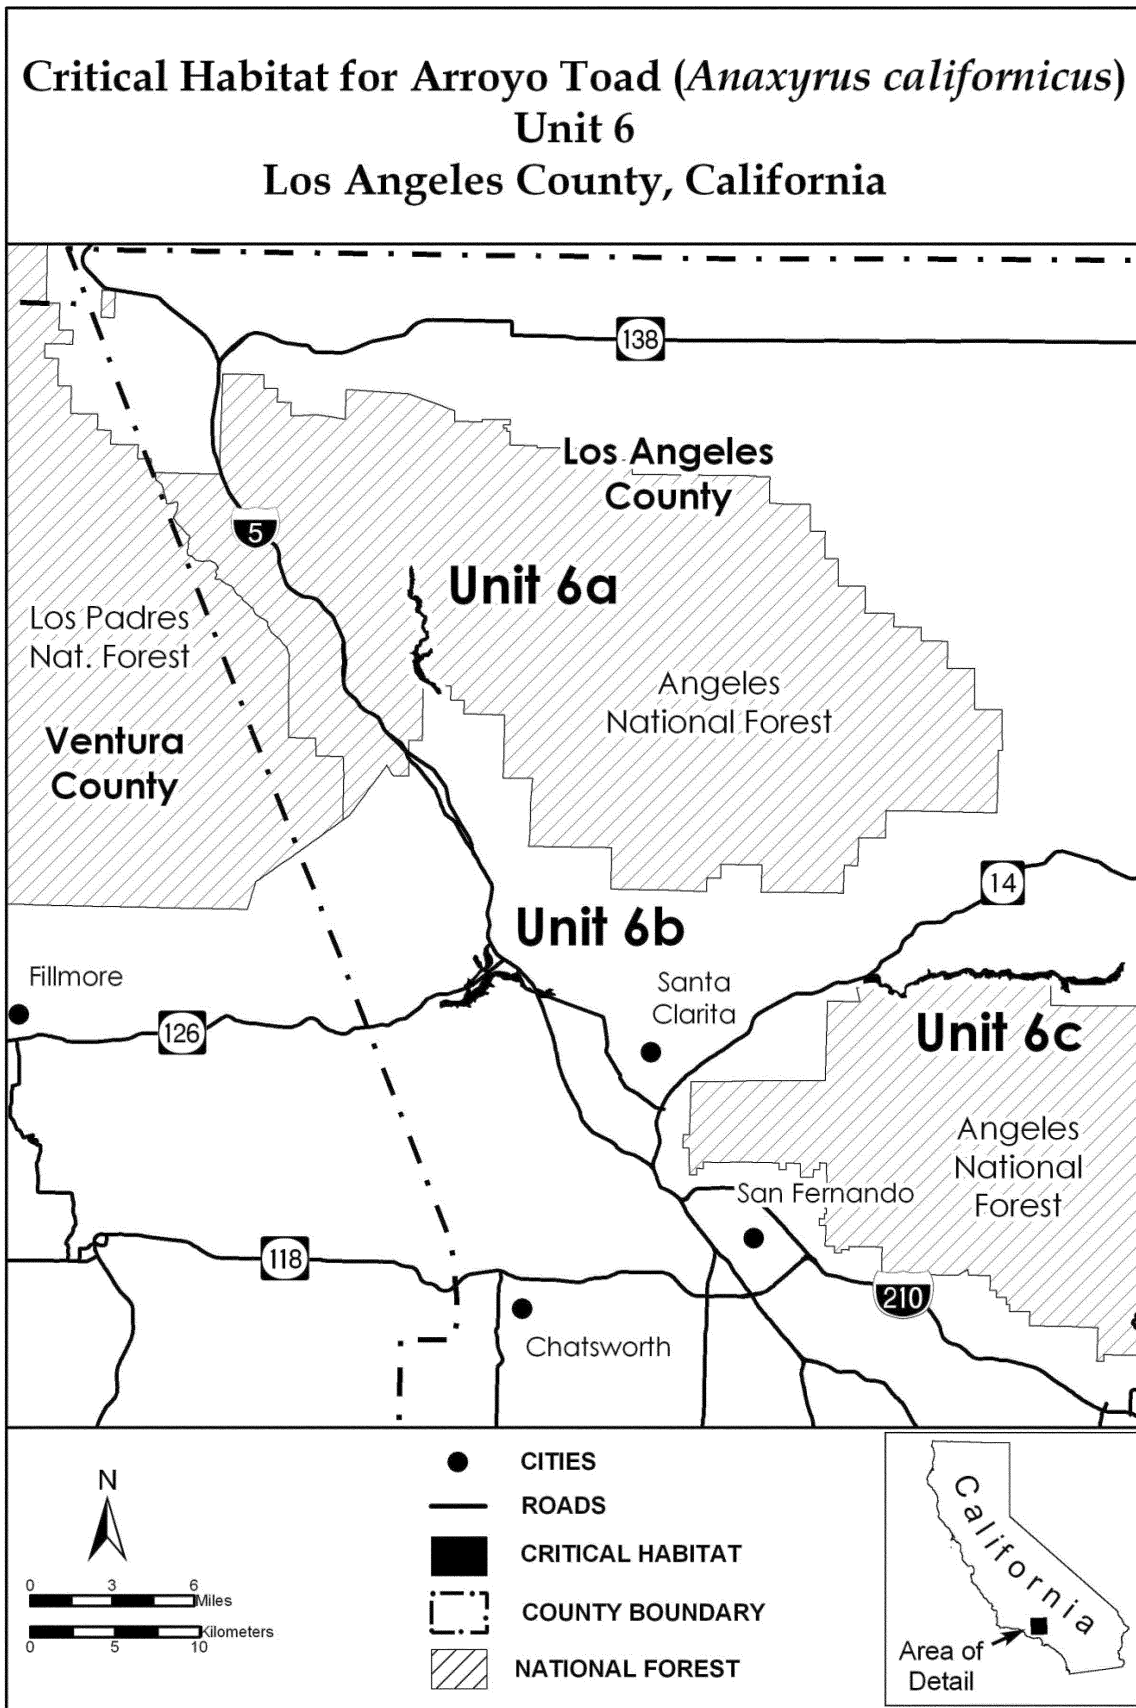 Critical Habitat for Arroyo Toad (Anaxyrus californicus)
Unit 6
Los Angeles County, California
138
Los Angeles
County
5
Unit 6a
Los Padres
Nat. Forest
Angeles
National Forest
Ventura
County
14
Unit 6b
Fillmore
Santa
Clarita
126
Unit 6c
Angeles
National
Forest
San Fernando
118
210
Chatsworth
N
0 3 6
Miles
Kilometers
0 5 10
CITIES
ROADS
CRITICAL HABITAT
COUNTY BOUNDARY
NATIONAL FOREST
California
Area of
Detail